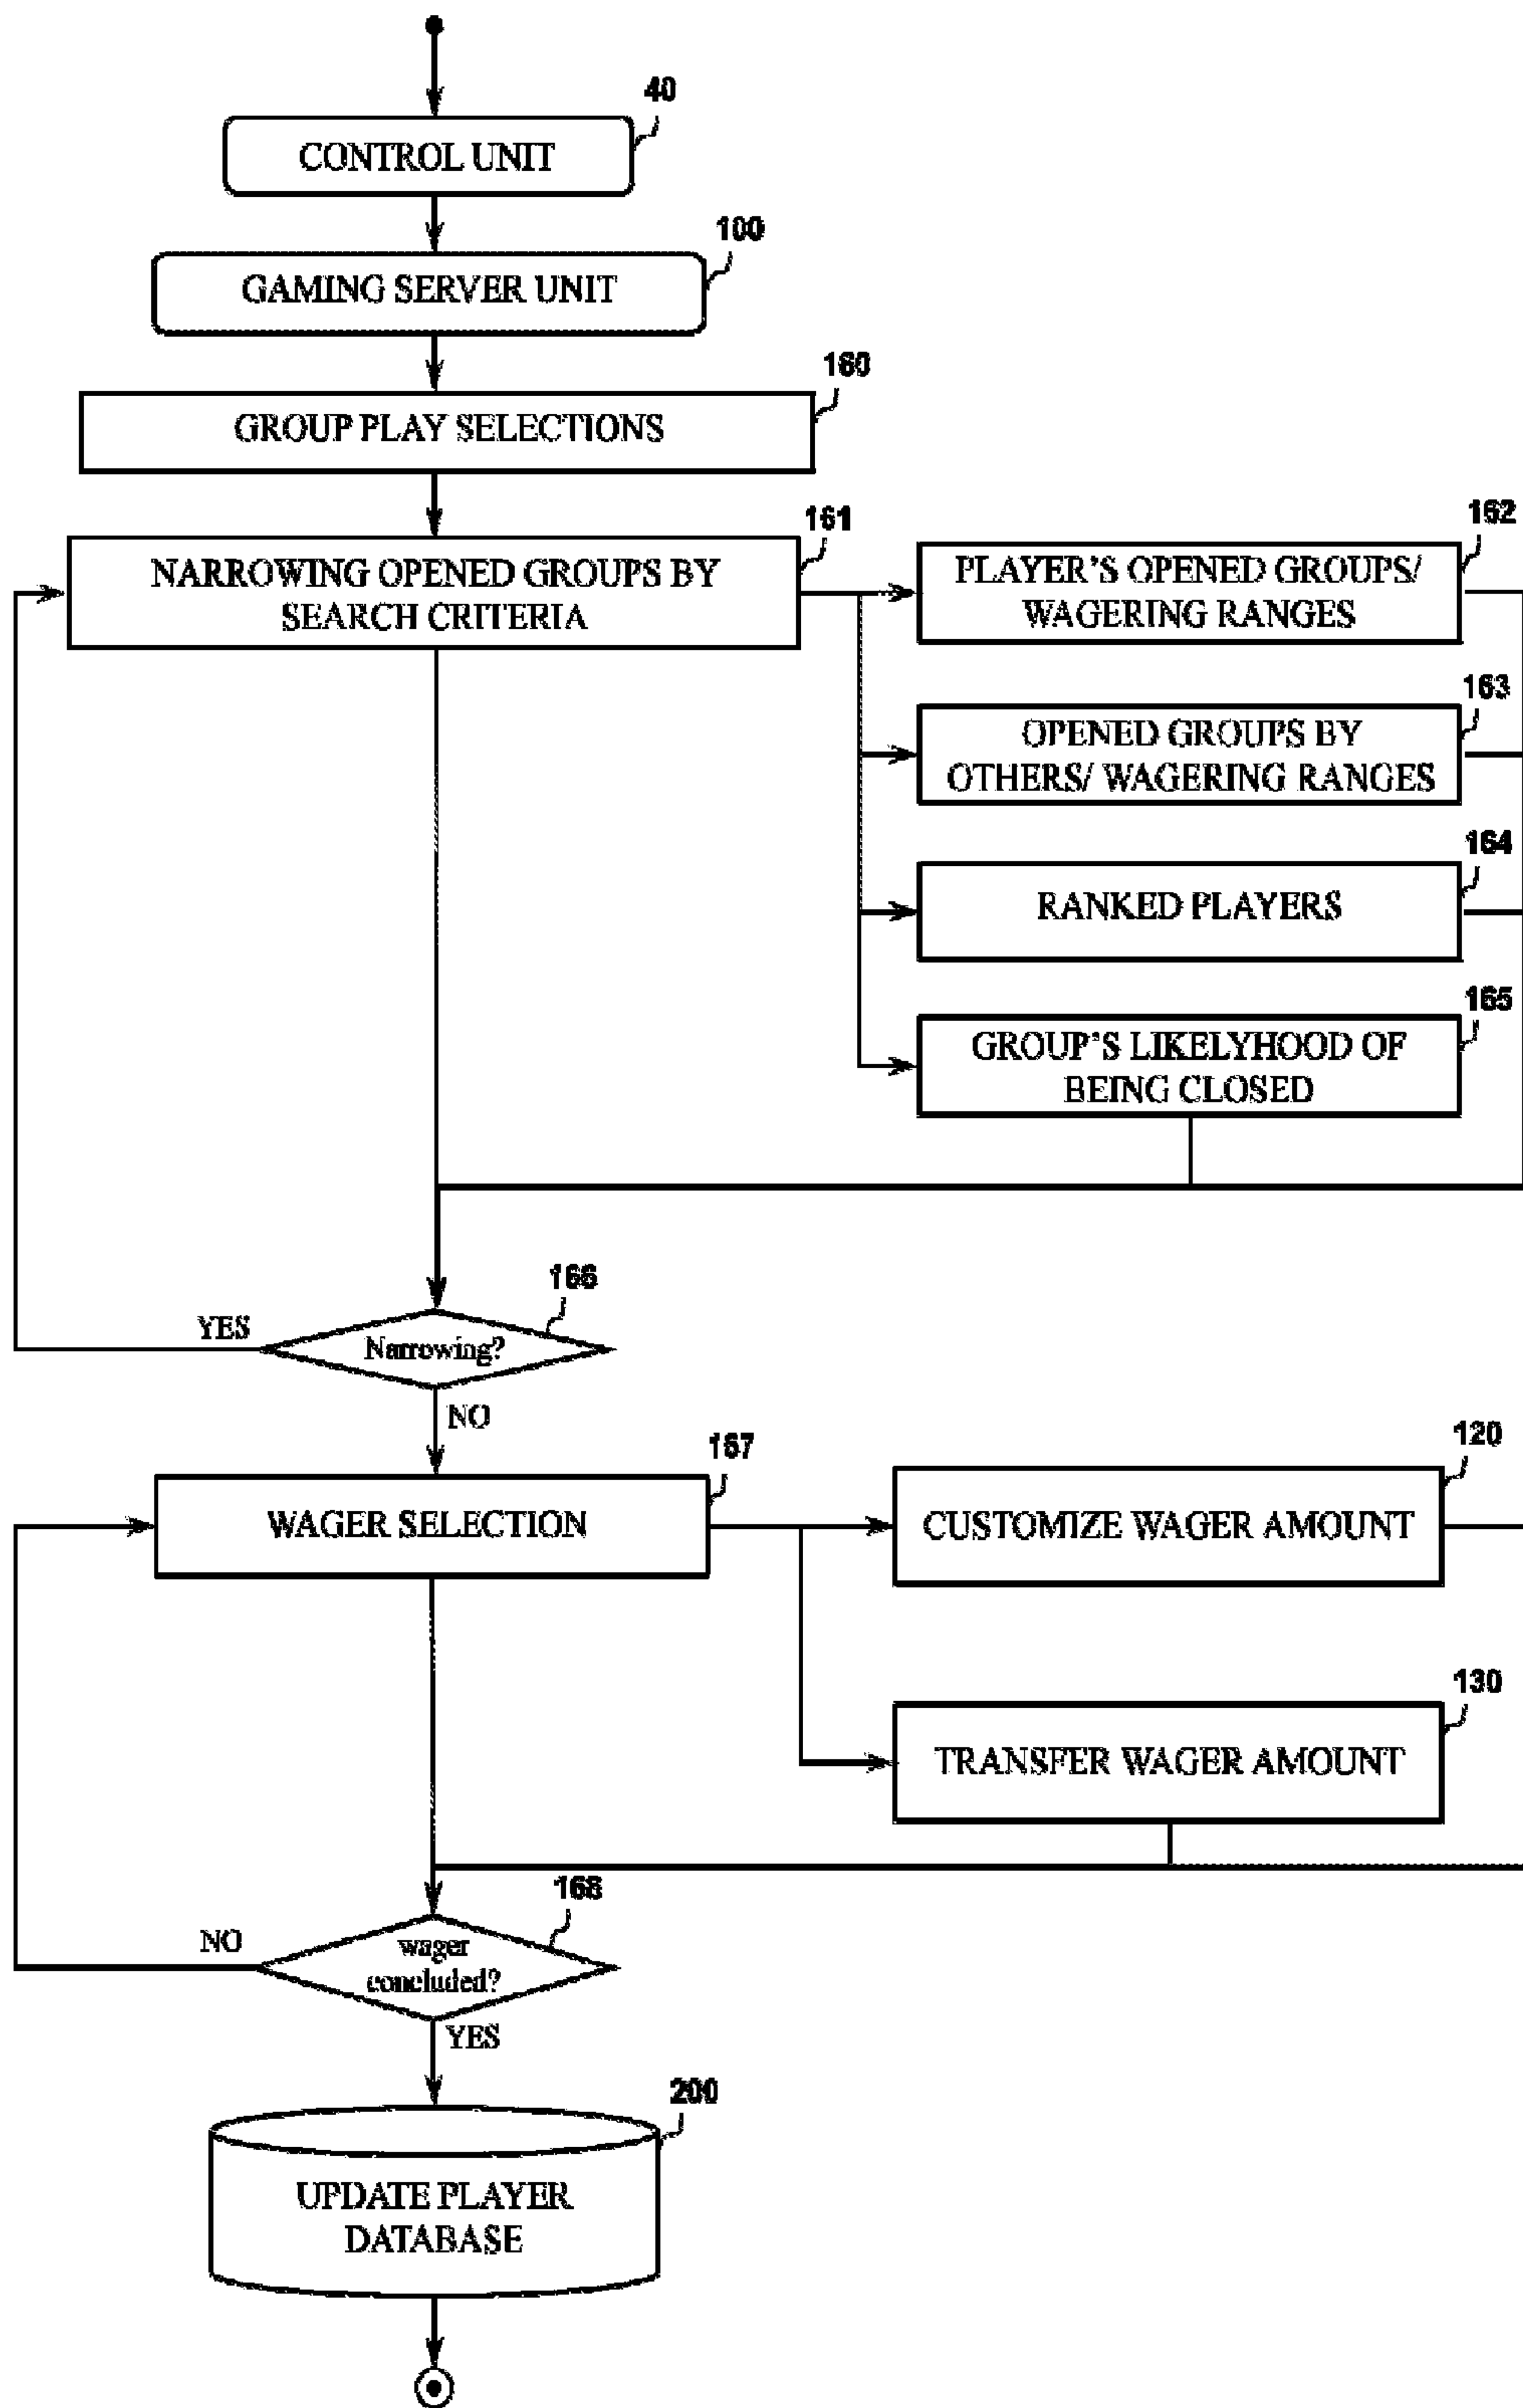 40
CONTROL UNIT
100
GAMING SERVER UNIT
160
GROUP PLAY SELECTIONS
161
NARROWING OPENED GROUPS BY
SEARCH CRITERIA
162
PLAYER'S OPENED GROUPS/
WAGERING RANGES
163
OPENED GROUPS BY
OTHERS/ WAGERING RANGES
164
RANKED PLAYERS
165
GROUP'S LIKELYHOOD OF
BEING CLOSED
166
YES
Narrowing?
NO
167
WAGER SELECTION
120
CUSTOMIZE WAGER AMOUNT
130
TRANSFER WAGER AMOUNT
168
NO
wager
concluded?
YES
200
UPDATE PLAYER
DATABASE